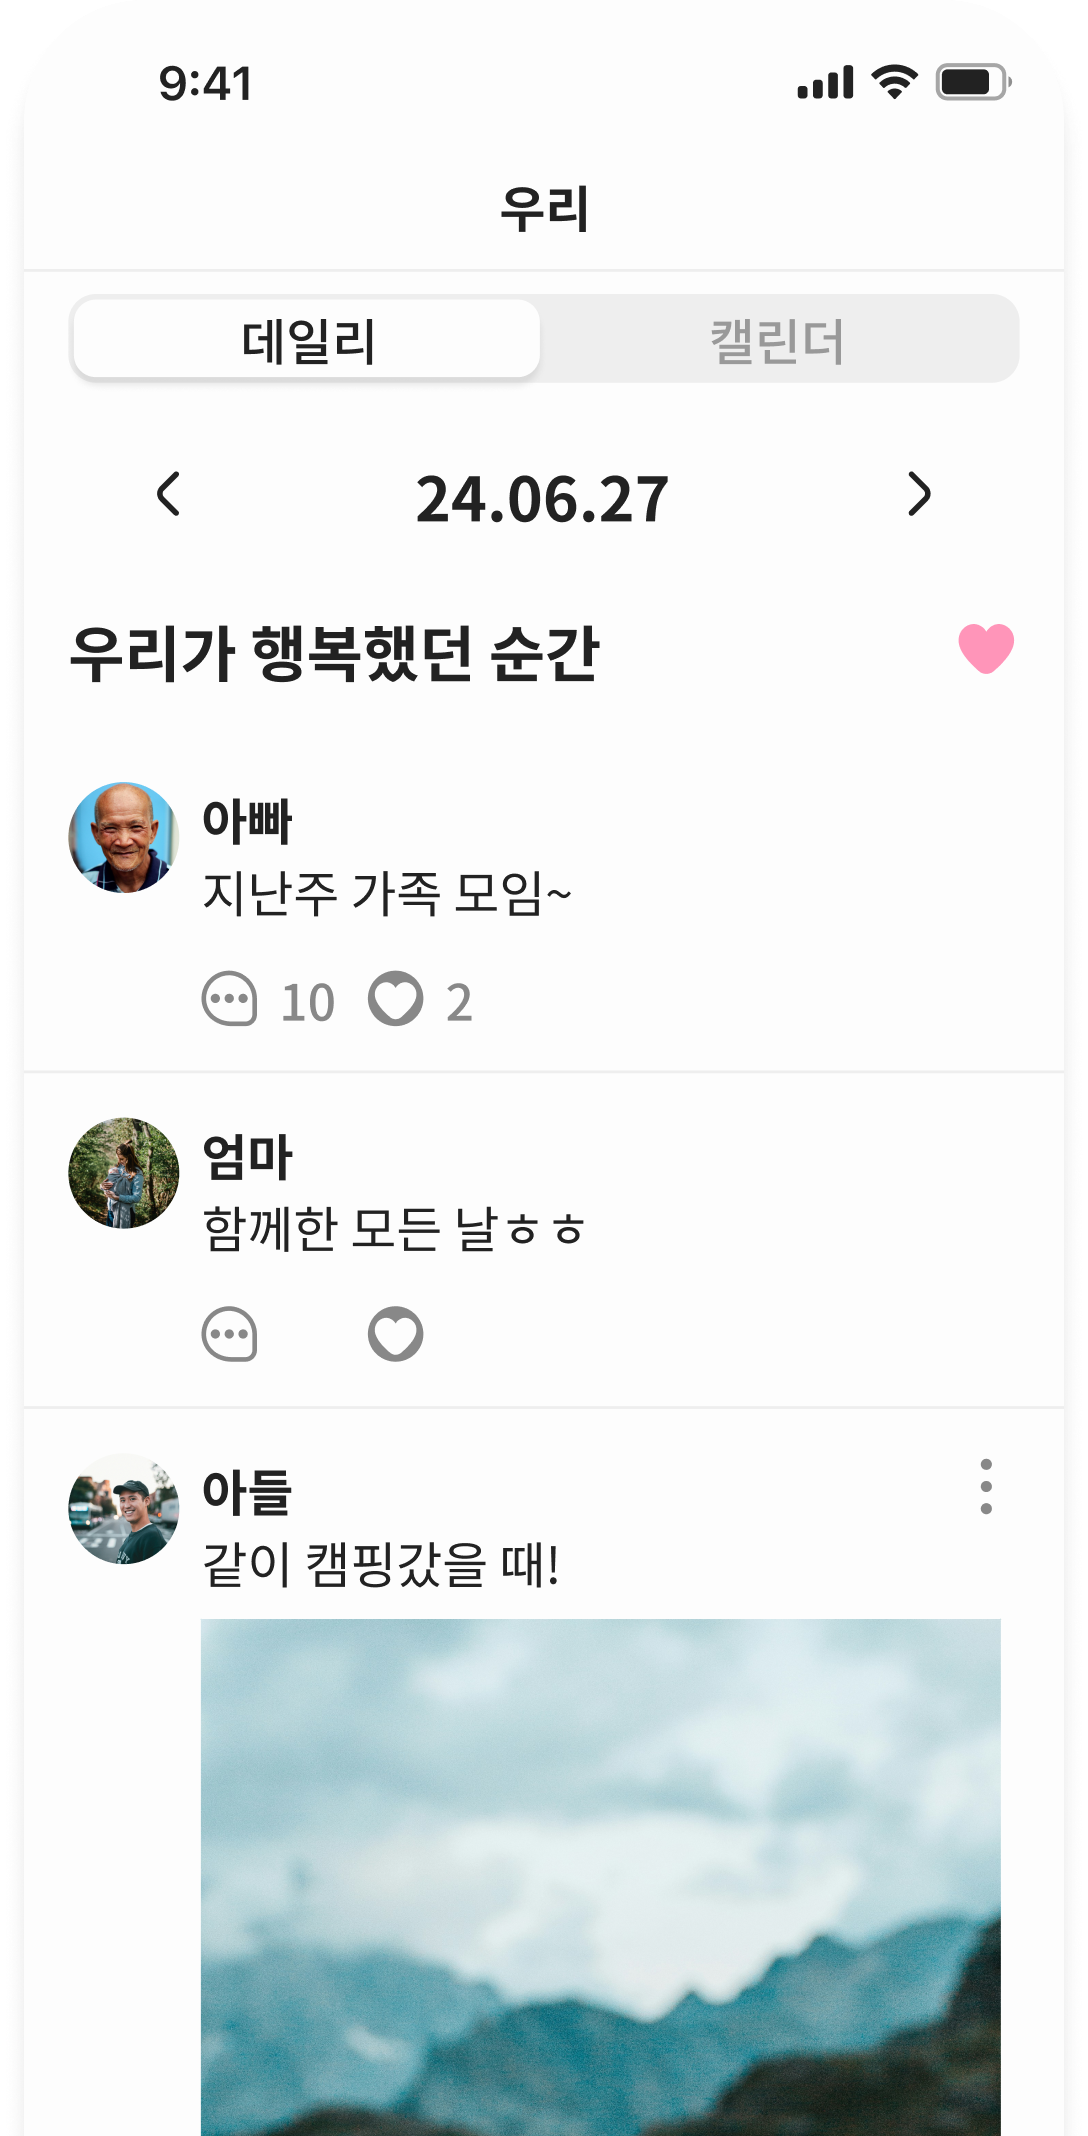 9:41
우리
데일리 캘린더
24.06.27
우리가 행복했던 순간
아빠
지난주 가족 모임~
10 2
엄마
함께한 모든 날ㅎㅎ
아들
같이 캠핑갔을 때!